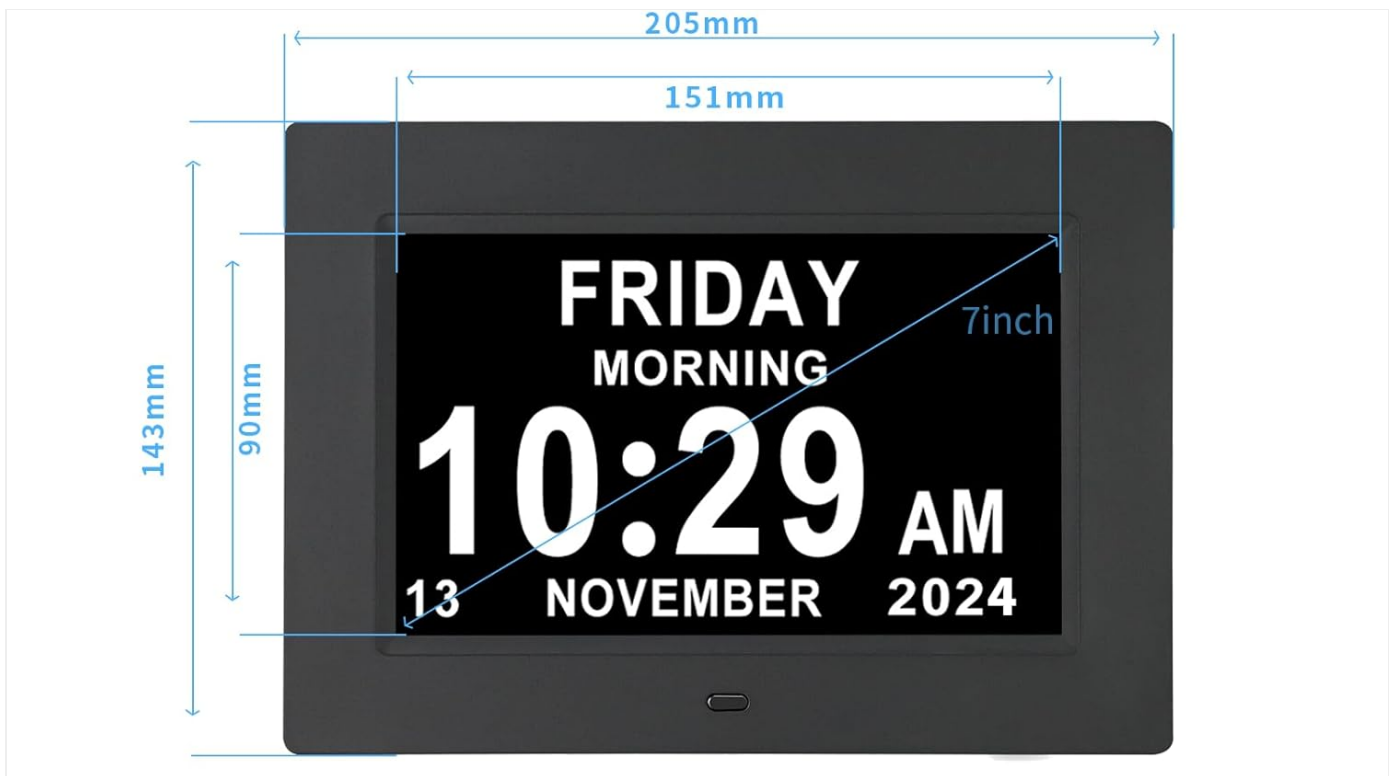 205mm
151mm
143mm
90mm
FRIDAY
7inch
MORNING
10:29 AM
13 NOVEMBER 2024